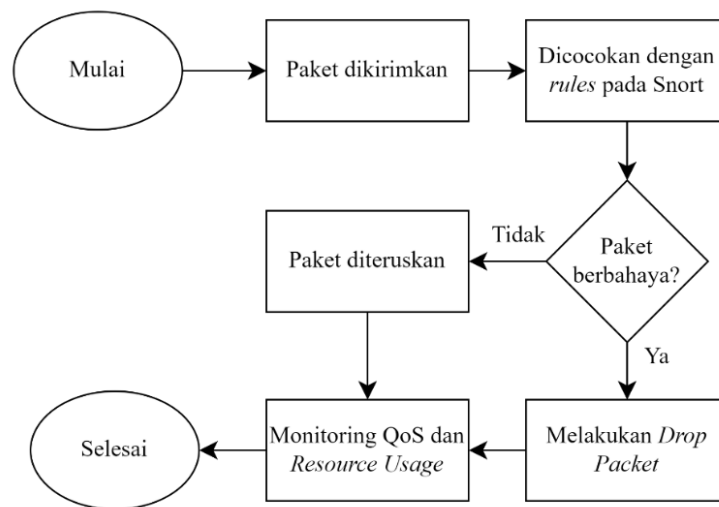 Mulai
Paket dikirimkan
Dicocokan dengan
rules pada Snort
Paket
berbahaya?
Tidak
Paket diteruskan
Ya
Melakukan Drop
Packet
Monitoring QoS dan
Resource Usage
Selesai